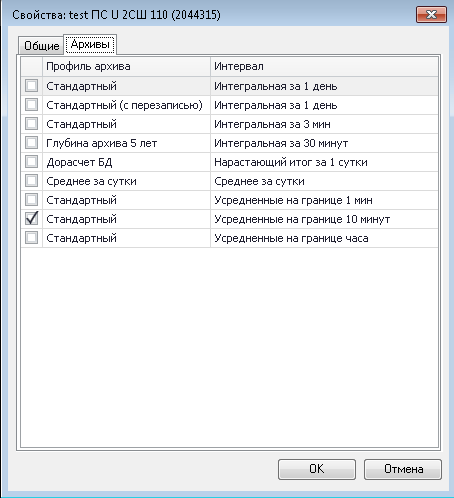 Свойства: test ПС U 2СШ 110 (2044315)
Общие Архивы
Профиль архива Интервал
Стандартный Интегральная за 1 день
Стандартный (с перезаписью) Интегральная за 1 день
Стандартный Интегральная за 3 мин
Глубина архива 5 лет Интегральная за 30 минут
Дорасчет БД Нарастающий итог за 1 сутки
Среднее за сутки Среднее за сутки
Стандартный Усредненные на границе 1 мин
Стандартный Усредненные на границе 10 минут
Стандартный Усредненные на границе часа
OK Отмена